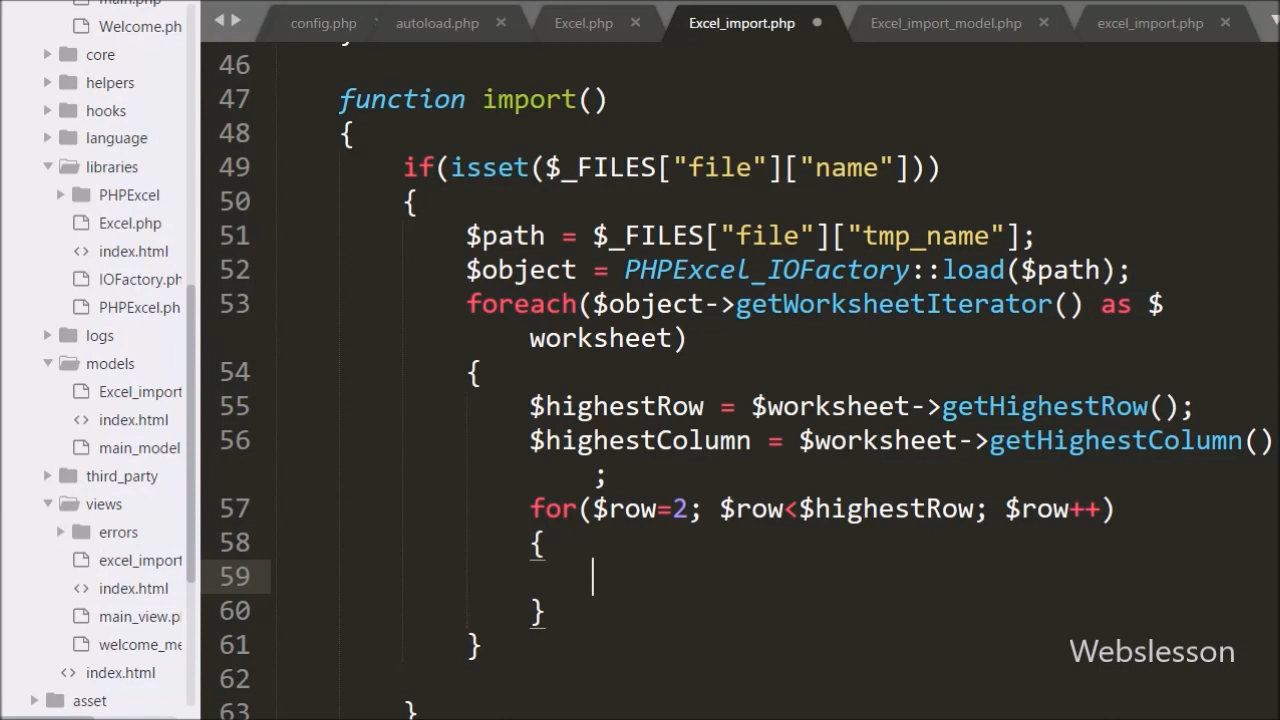 main.php
Welcome.ph
core
helpers
hooks
language
libraries
PHPExcel
Excel.php
<> index.html
IOFactory.ph
PHPExcel.ph
logs
models
Excel_import
<> index.html
main_model
third_party
views
errors
excel_import
<> index.html
main_view.p
welcome_me
<> index.html
asset
config.php
autoload.php ×
Excel.php ×
Excel_import.php
Excel_import_model.php ×
excel_import.php ×
46
47 function import()
48 {
49 if(isset($_FILES["file"]["name"]))
50 {
51 $path = $_FILES["file"]["tmp_name"];
52 $object = PHPExcel_IOFactory::load($path);
53 foreach($object->getWorksheetIterator() as $
worksheet)
54 {
55 $highestRow = $worksheet->getHighestRow();
56 $highestColumn = $worksheet->getHighestColumn()
;
57 for($row=2; $row<$highestRow; $row++)
58 {
59
60 }
61 }
62
63 }
Webslesson